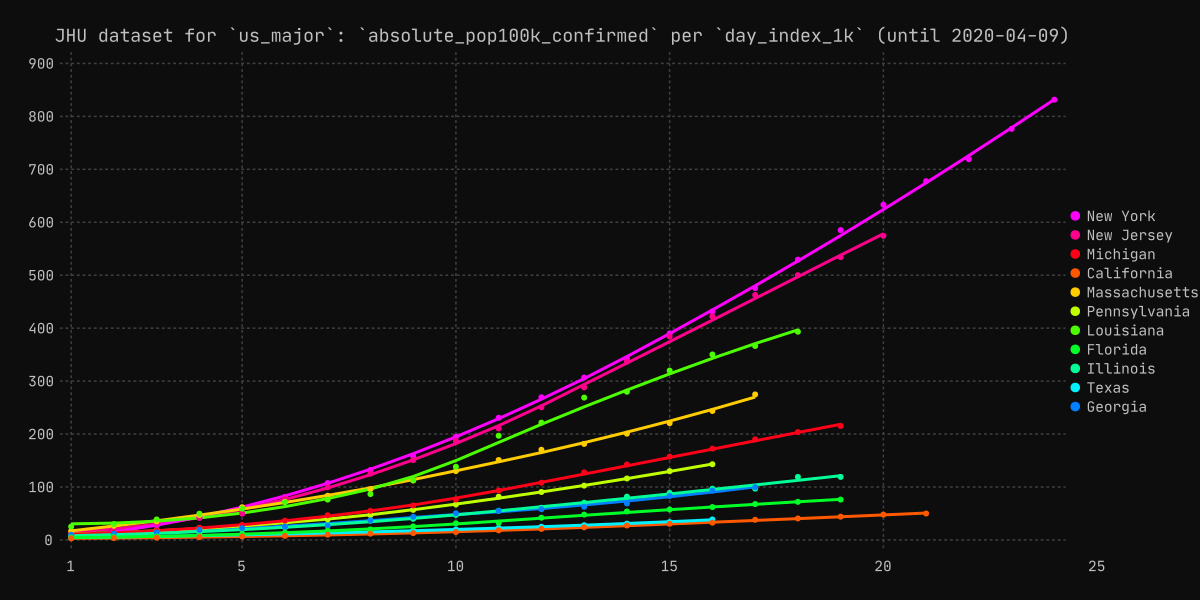 JHU dataset for `us_major`: `absolute_pop100k_confirmed` per `day_index_1k` (until 2020-04-09)
900
800
700
600
500
400
300
200
100
0
1 5 10 15 20 25
New York
New Jersey
Michigan
California
Massachusetts
Pennsylvania
Louisiana
Florida
Illinois
Texas
Georgia